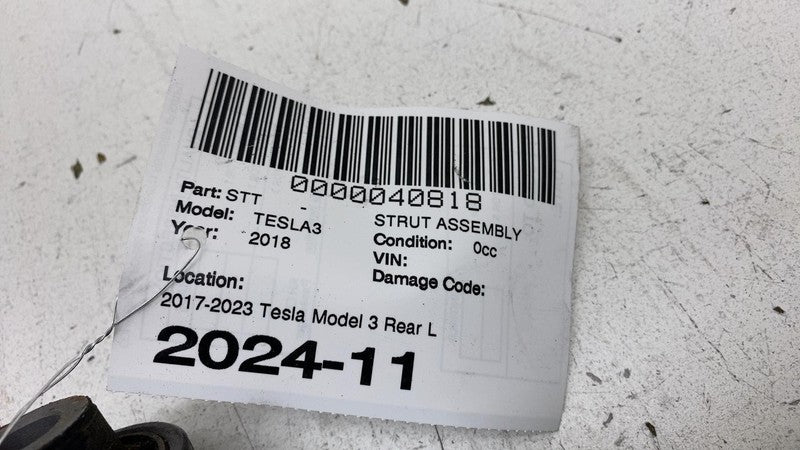 0000040818
Part: STT - STRUT ASSEMBLY
Model: TESLA3 Condition: 0cc
Year: 2018 VIN:
Damage Code:
Location:
2017-2023 Tesla Model 3 Rear L
2024-11